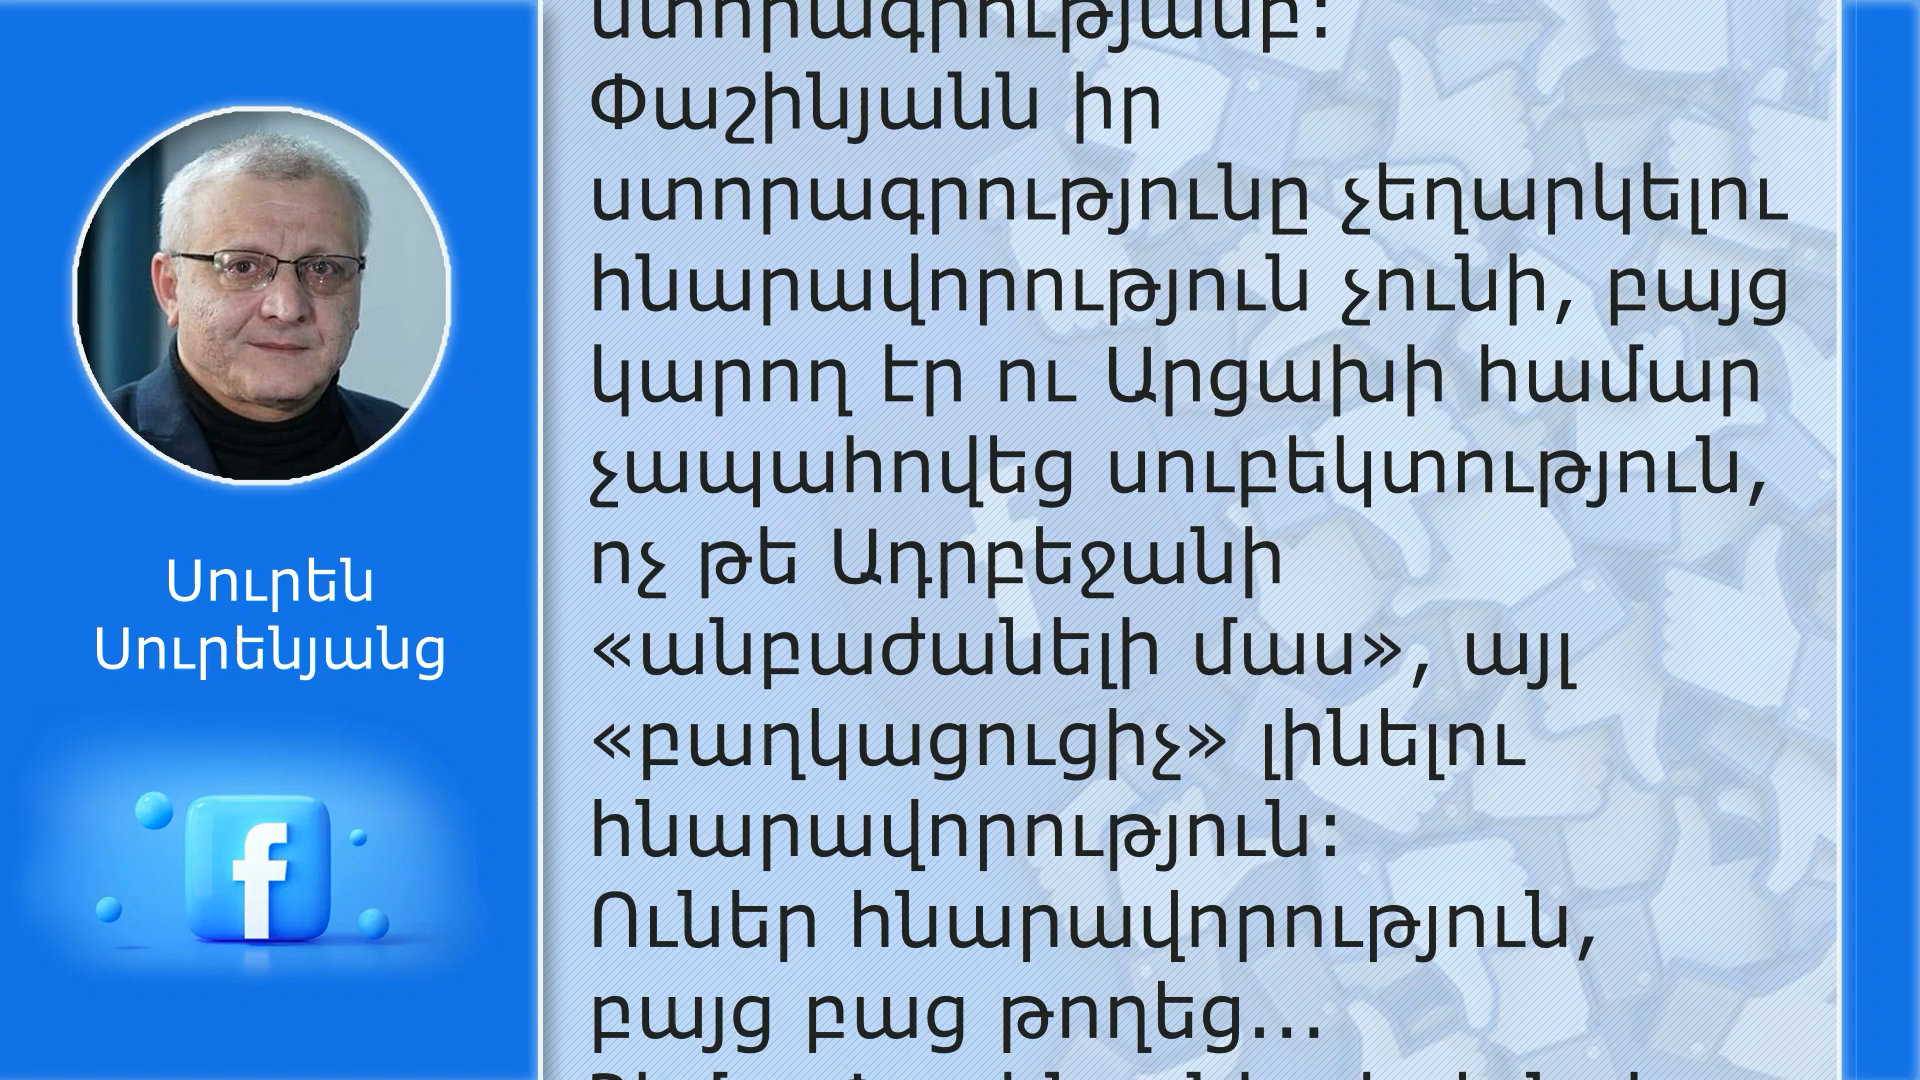 Սուրեն
Սուրենյանց
ստորագրությամբ:
Փաշինյանն իր
ստորագրությունը չեղարկելու
հնարավորություն չունի, բայց
կարող էր ու Արցախի համար
չապահովեց սուբեկտություն,
ոչ թե Ադրբեջանի
«անբաժանելի մաս», այլ
«բաղկացուցիչ» լինելու
հնարավորություն:
Ուներ հնարավորություն,
բայց բաց թողեց...